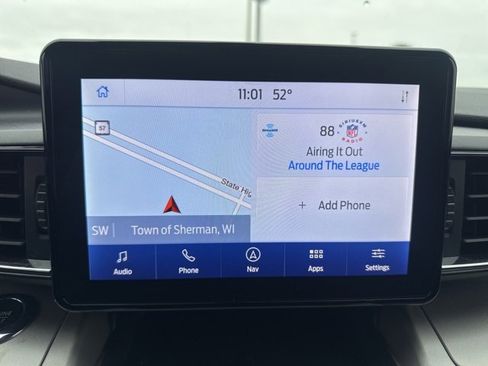 11:01 52°
57
State Hi
SW Town of Sherman, WI
88
SIRIUSXM
NFL
RADIO
Airing It Out
Around The League
+ Add Phone
Audio Phone Nav Apps Settings